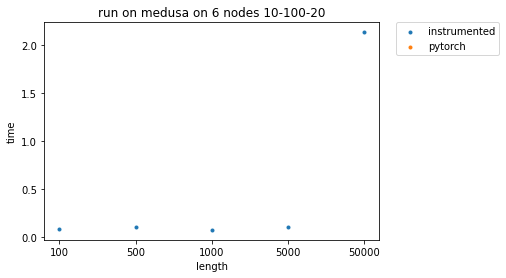 run on medusa on 6 nodes 10-100-20
instrumented
pytorch
2.0
1.5
1.0
0.5
0.0
time
100 500 1000 5000 50000
length